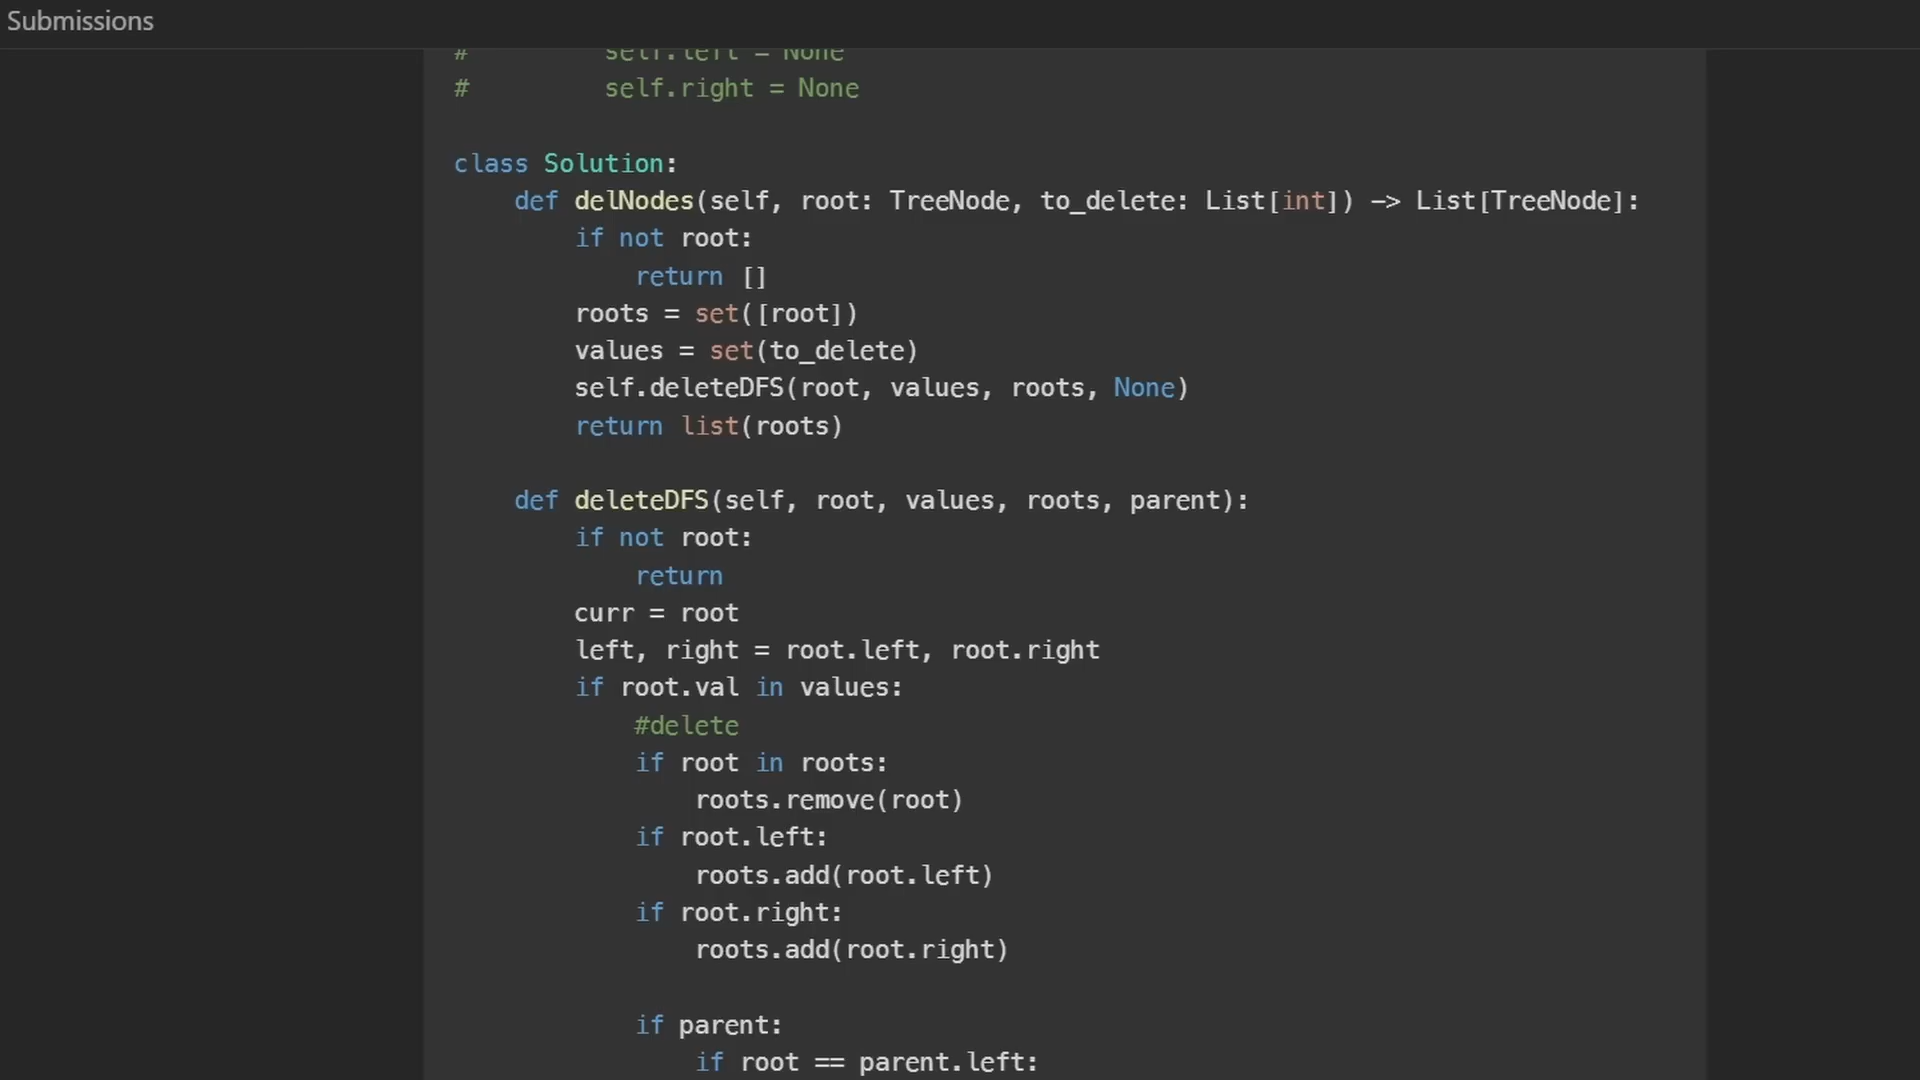 Submissions
#         self.left = None
#         self.right = None
class Solution:
    def delNodes(self, root: TreeNode, to_delete: List[int]) -> List[TreeNode]:
        if not root:
            return []
        roots = set([root])
        values = set(to_delete)
        self.deleteDFS(root, values, roots, None)
        return list(roots)
    def deleteDFS(self, root, values, roots, parent):
        if not root:
            return
        curr = root
        left, right = root.left, root.right
        if root.val in values:
            #delete
            if root in roots:
                roots.remove(root)
            if root.left:
                roots.add(root.left)
            if root.right:
                roots.add(root.right)
            if parent:
                if root == parent.left: